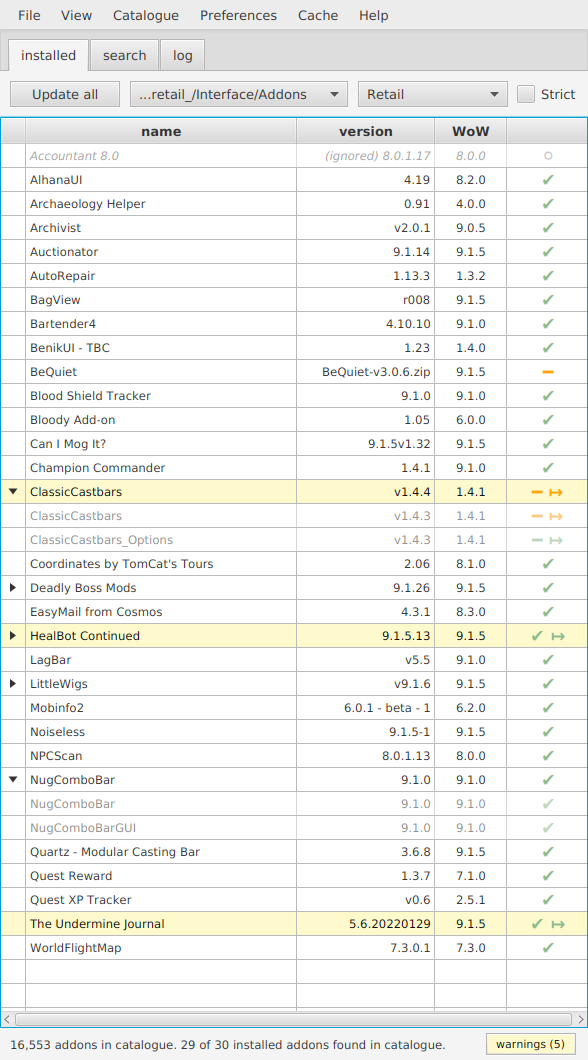 File View Catalogue Preferences Cache Help
installed search log
Update all ...retail_/Interface/Addons Retail Strict
name version WoW
Accountant 8.0 (ignored) 8.0.1.17 8.0.0
AlhanaUI 4.19 8.2.0
Archaeology Helper 0.91 4.0.0
Archivist v2.0.1 9.0.5
Auctionator 9.1.14 9.1.5
AutoRepair 1.13.3 1.3.2
BagView r008 9.1.5
Bartender4 4.10.10 9.1.0
BenikUI - TBC 1.23 1.4.0
BeQuiet BeQuiet-v3.0.6.zip 9.1.5
Blood Shield Tracker 9.1.0 9.1.0
Bloody Add-on 1.05 6.0.0
Can I Mog It? 9.1.5v1.32 9.1.5
Champion Commander 1.4.1 9.1.0
ClassicCastbars v1.4.4 1.4.1
ClassicCastbars v1.4.3 1.4.1
ClassicCastbars_Options v1.4.3 1.4.1
Coordinates by TomCat's Tours 2.06 8.1.0
Deadly Boss Mods 9.1.26 9.1.5
EasyMail from Cosmos 4.3.1 8.3.0
HealBot Continued 9.1.5.13 9.1.5
LagBar v5.5 9.1.0
LittleWigs v9.1.6 9.1.5
Mobinfo2 6.0.1 - beta - 1 6.2.0
Noiseless 9.1.5-1 9.1.5
NPCScan 8.0.1.13 8.0.0
NugComboBar 9.1.0 9.1.0
NugComboBar 9.1.0 9.1.0
NugComboBarGUI 9.1.0 9.1.0
Quartz - Modular Casting Bar 3.6.8 9.1.5
Quest Reward 1.3.7 7.1.0
Quest XP Tracker v0.6 2.5.1
The Undermine Journal 5.6.20220129 9.1.5
WorldFlightMap 7.3.0.1 7.3.0
16,553 addons in catalogue. 29 of 30 installed addons found in catalogue. warnings (5)